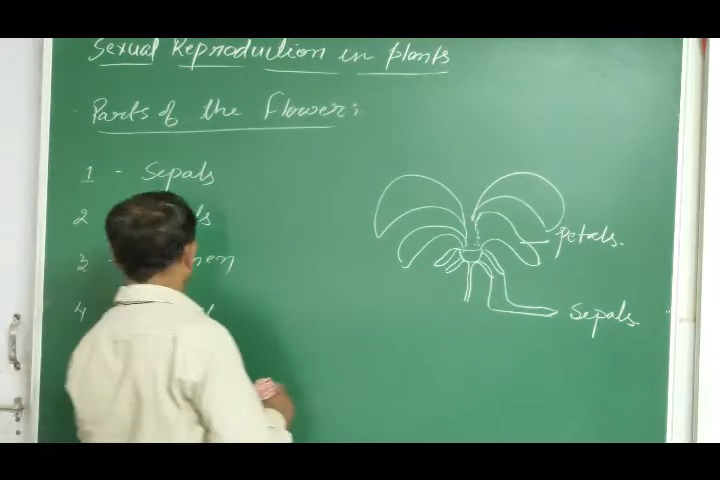 Sexual Reproduction in plants
Parts of the flower:
1 - Sepals
2
3 -
4
Petals.
Sepals.